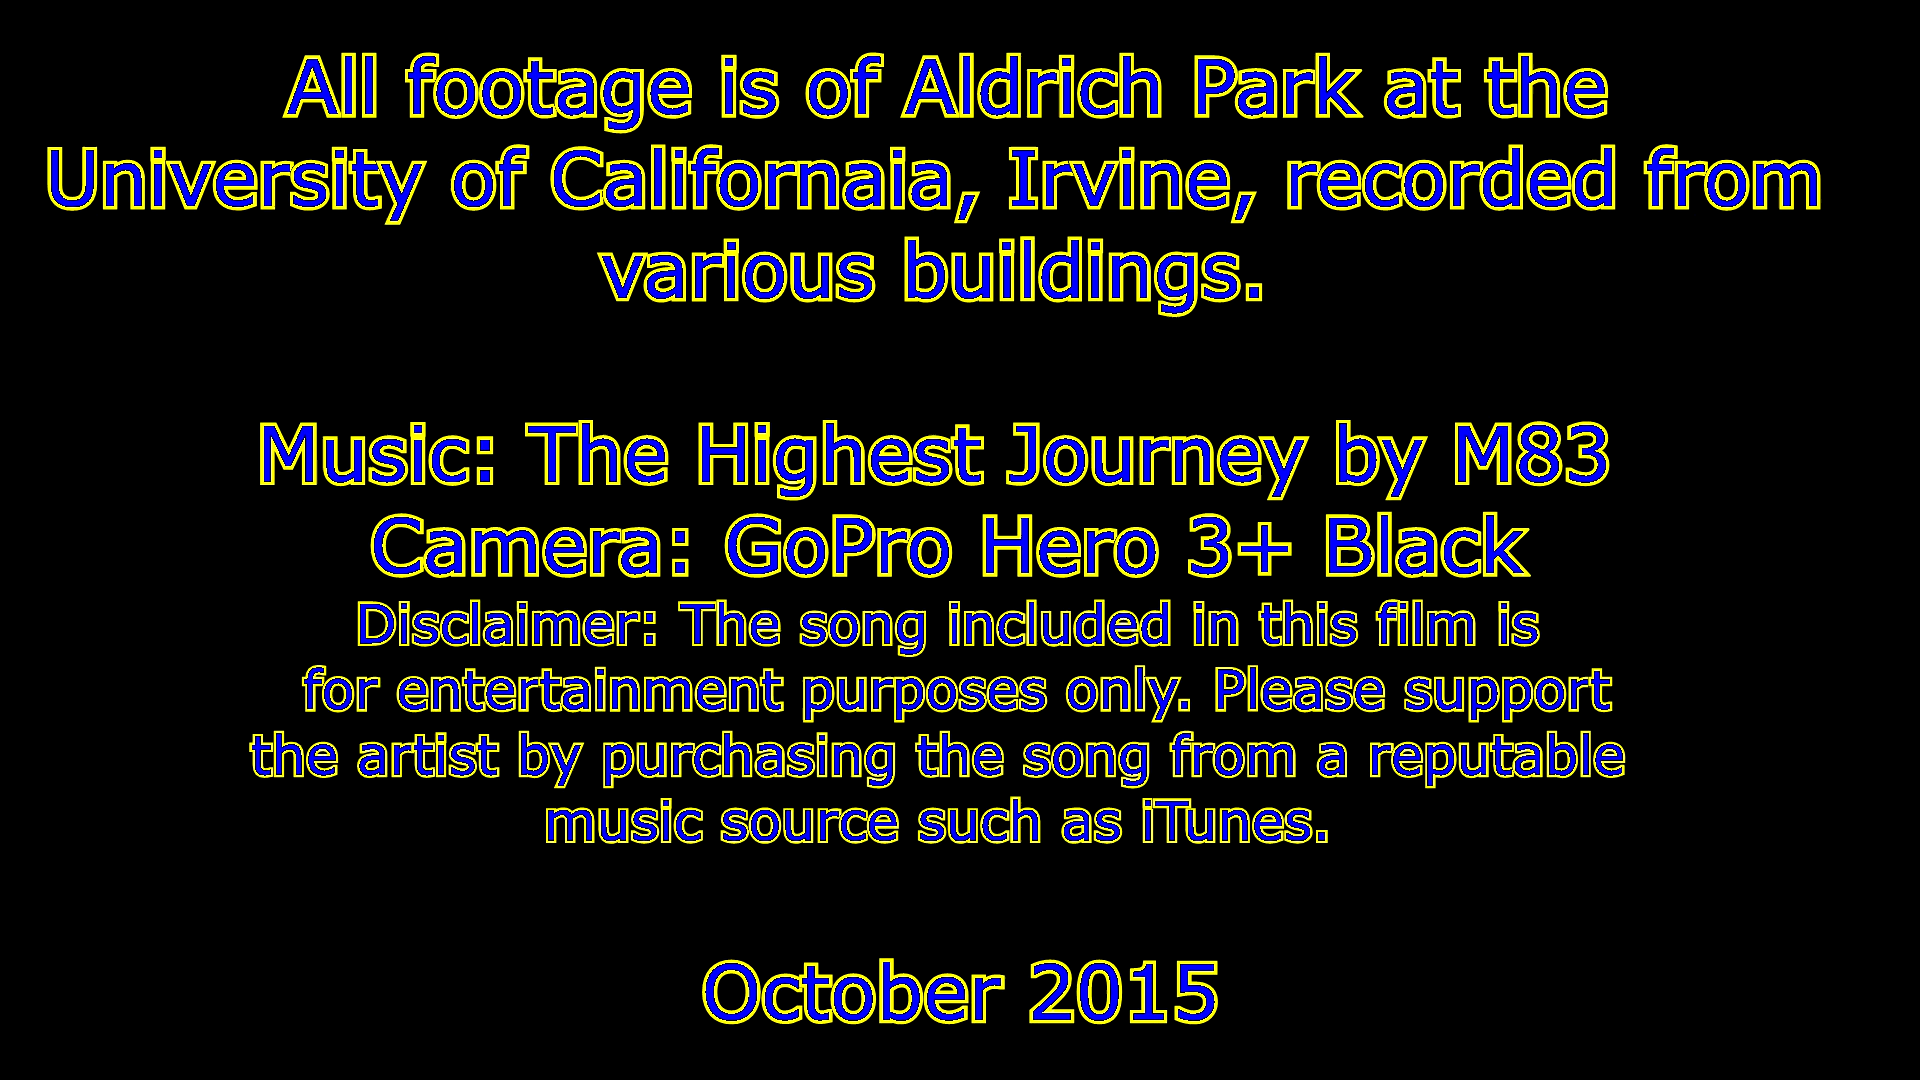 All footage is of Aldrich Park at the
University of Californaia, Irvine, recorded from
various buildings.
Music: The Highest Journey by M83
Camera: GoPro Hero 3+ Black
Disclaimer: The song included in this film is
for entertainment purposes only. Please support
the artist by purchasing the song from a reputable
music source such as iTunes.
October 2015